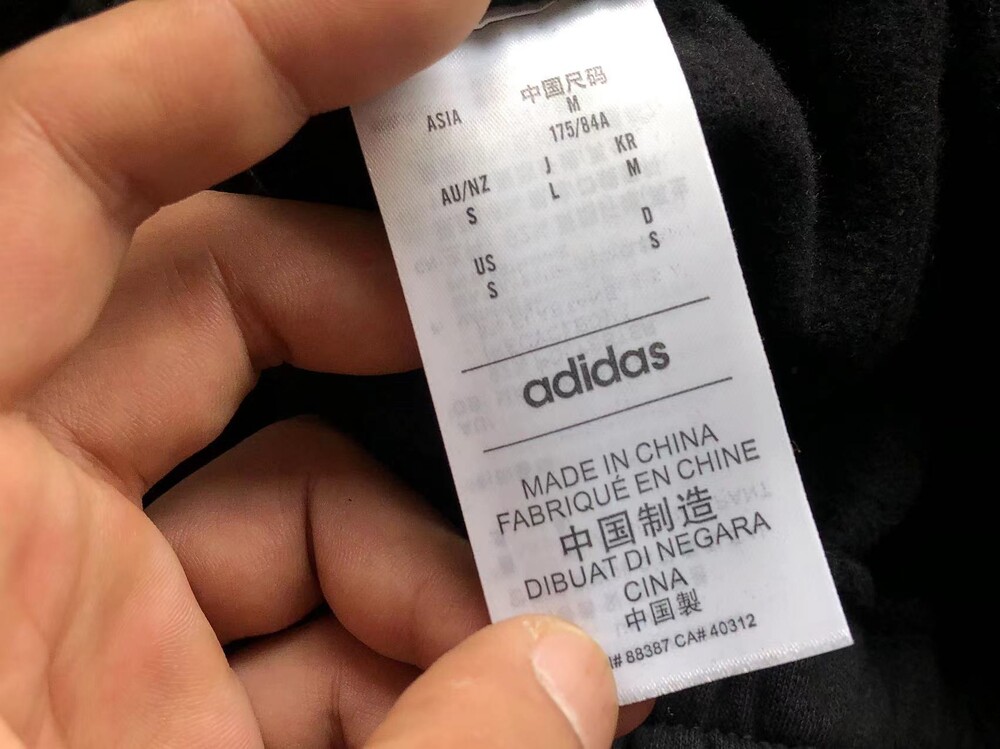 中国尺码
ASIA M
175/84A
J KR
AU/NZ L M
S D
US S
S
adidas
MADE IN CHINA
FABRIQUÉ EN CHINE
中国制造
DIBUAT DI NEGARA
CINA
中国製
# 88387 CA# 40312